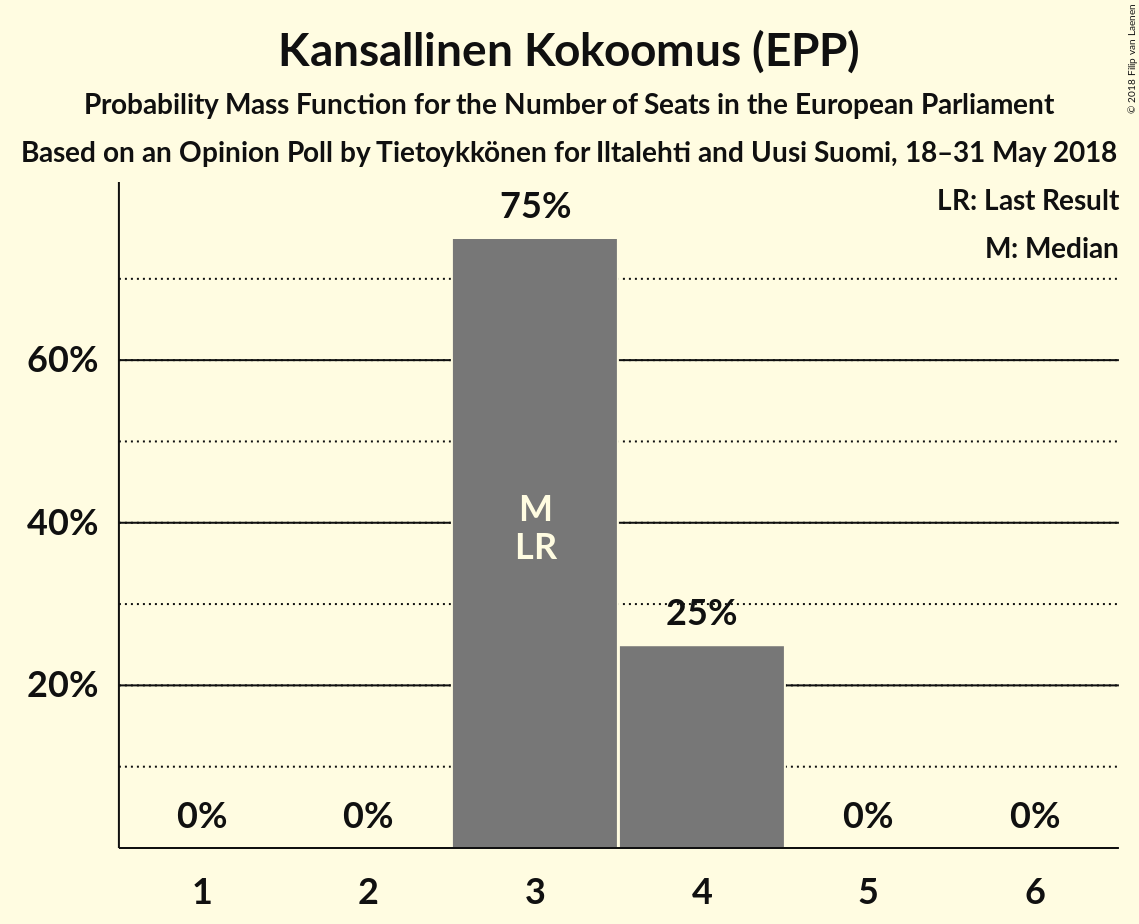 Kansallinen Kokoomus (EPP)
Probability Mass Function for the Number of Seats in the European Parliament
Based on an Opinion Poll by Tietoykkönen for Iltalehti and Uusi Suomi, 18–31 May 2018
© 2018 Filip van Laenen
LR: Last Result
M: Median
75%
60%
M
40%
LR
25%
20%
0% 0% 0% 0%
1 2 3 4 5 6